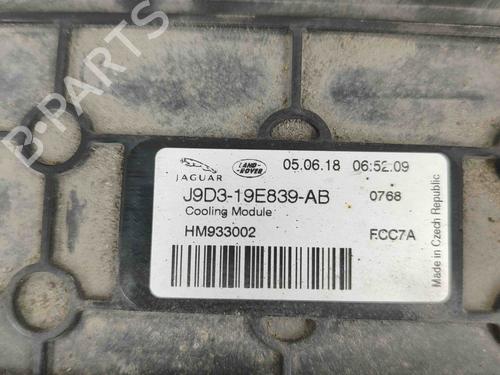 JAGUAR
LAND-
ROVER
05.06.18 06:52:09
J9D3-19E839-AB 0768
Cooling Module
HM933002 FCC7A
Made in Czech Republic